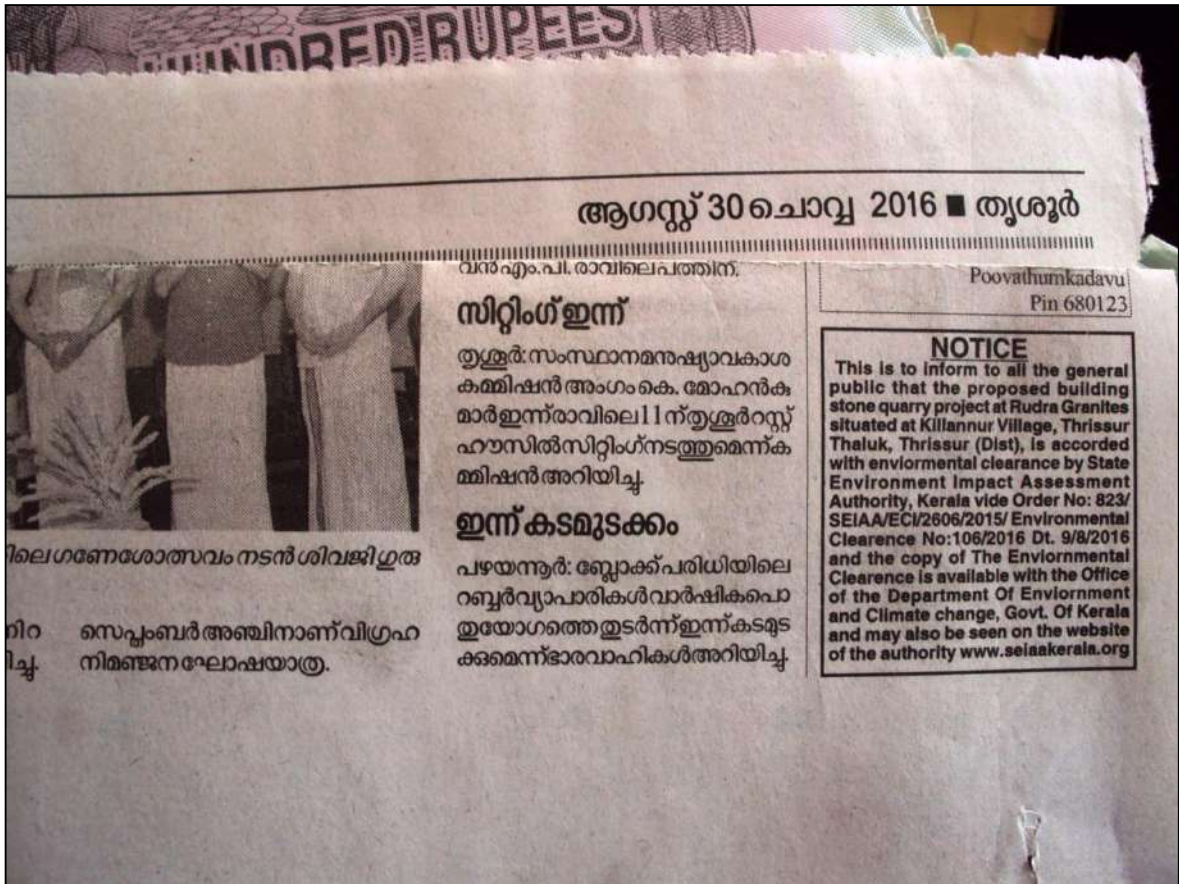 HUNDRED RUPEES
ആഗസ്റ്റ് 30 ചൊവ്വ 2016 ■ തൃശൂർ
വൻ എം.പി. രാവിലെ പത്തിന്.
സിറ്റിംഗ് ഇന്ന്
തൃശൂർ: സംസ്ഥാന മനുഷ്യാവകാശ
കമ്മിഷൻ അംഗം കെ. മോഹൻകു
മാർ ഇന്ന് രാവിലെ 11ന് തൃശൂർ റസ്റ്റ്
ഹൗസിൽ സിറ്റിംഗ് നടത്തുമെന്ന് ക
മ്മിഷൻ അറിയിച്ചു.
ഇന്ന് കടമുടക്കം
പഴയന്നൂർ: ബ്ലോക്ക് പരിധിയിലെ
റബ്ബർ വ്യാപാരികൾ വാർഷിക പൊ
തുയോഗത്തെ തുടർന്ന് ഇന്ന് കടമുട
ക്കുമെന്ന് ഭാരവാഹികൾ അറിയിച്ചു.
ിലെ ഗണേശോത്സവം നടൻ ശിവജി ഗുരു
സെപ്തംബർ അഞ്ചിനാണ് വിഗ്രഹ
നിമഞ്ജന ഘോഷയാത്ര.
Poovathumkadavu
Pin 680123
NOTICE
This is to inform to all the general
public that the proposed building
stone quarry project at Rudra Granites
situated at Killannur Village, Thrissur
Thaluk, Thrissur (Dist), is accorded
with enviormental clearance by State
Environment Impact Assessment
Authority, Kerala vide Order No: 823/
SEIAA/ECI/2606/2015/ Environmental
Clearence No:106/2016 Dt. 9/8/2016
and the copy of The Enviornmental
Clearence is available with the Office
of the Department Of Enviornment
and Climate change, Govt. Of Kerala
and may also be seen on the website
of the authority www.seiaakerala.org